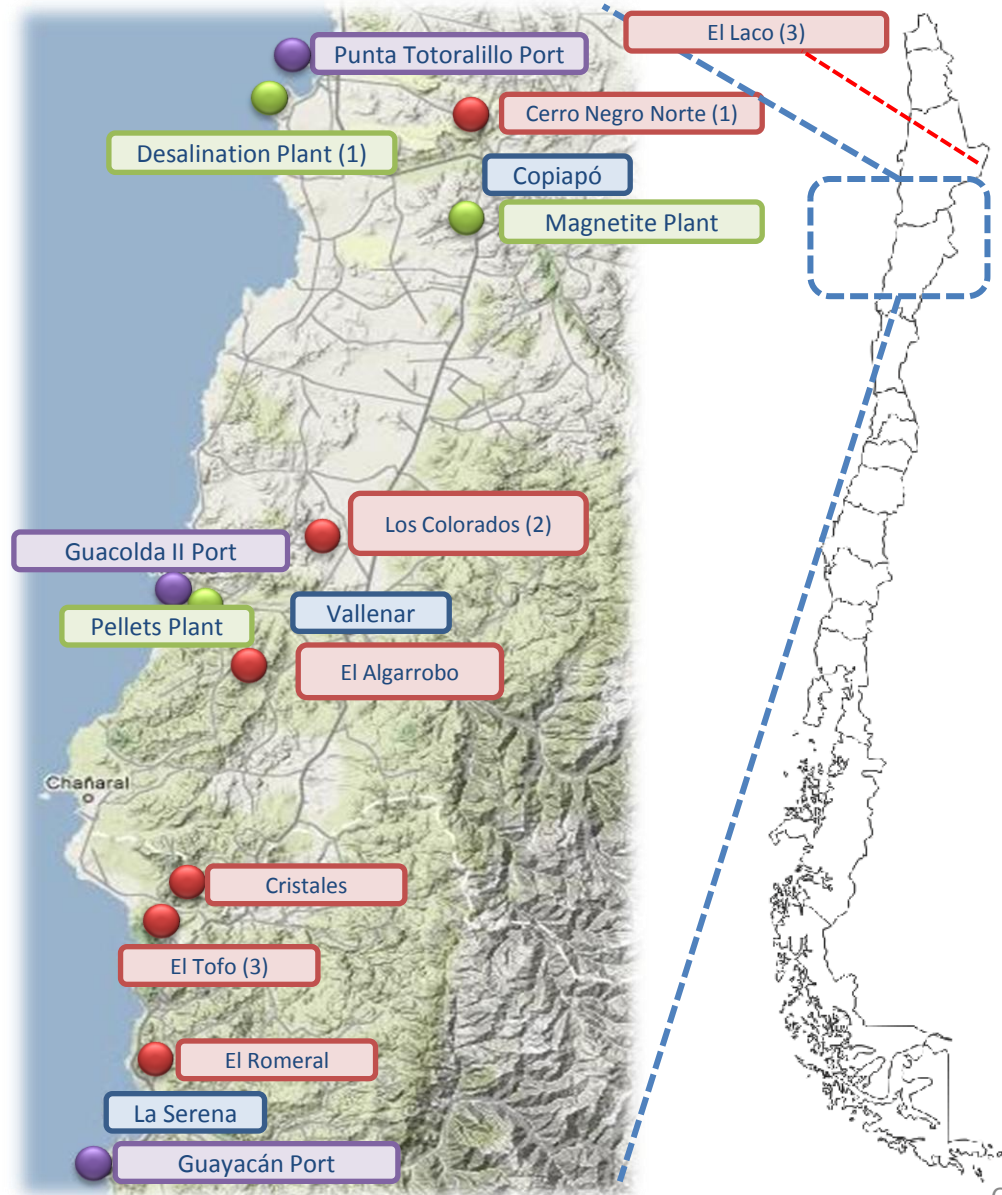 El Laco (3)
Punta Totoralillo Port
Cerro Negro Norte (1)
Desalination Plant (1)
Copiapó
Magnetite Plant
Los Colorados (2)
Guacolda II Port
Vallenar
Pellets Plant
El Algarrobo
Chañaral
Cristales
El Tofo (3)
El Romeral
La Serena
Guayacán Port